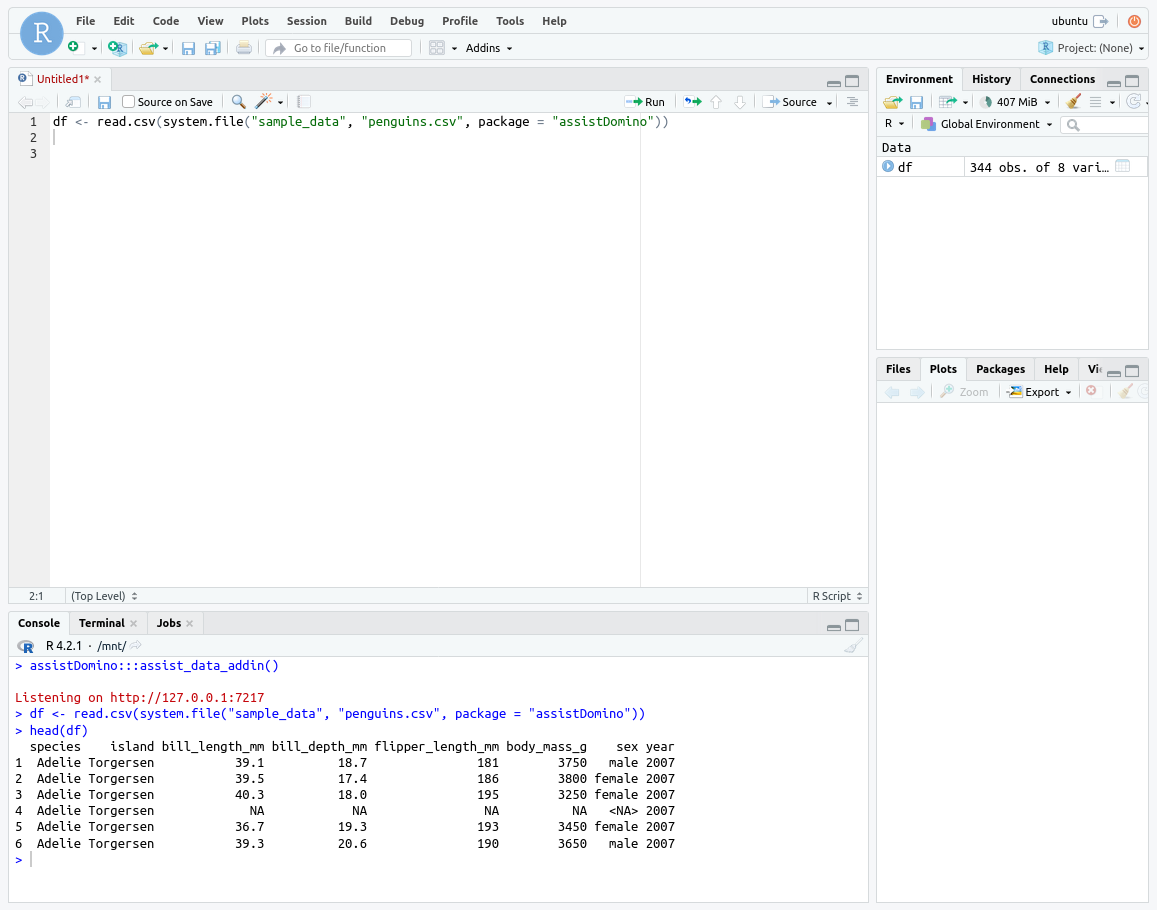 R
File Edit Code View Plots Session Build Debug Profile Tools Help
ubuntu
Go to file/function
Addins
Project: (None)
Untitled1*
Source on Save
Run
Source
1 df <- read.csv(system.file("sample_data", "penguins.csv", package = "assistDomino"))
2
3
2:1 (Top Level)
R Script
Console Terminal Jobs
R 4.2.1 · /mnt/
> assistDomino:::assist_data_addin()
Listening on http://127.0.0.1:7217
> df <- read.csv(system.file("sample_data", "penguins.csv", package = "assistDomino"))
> head(df)
species island bill_length_mm bill_depth_mm flipper_length_mm body_mass_g sex year
1 Adelie Torgersen 39.1 18.7 181 3750 male 2007
2 Adelie Torgersen 39.5 17.4 186 3800 female 2007
3 Adelie Torgersen 40.3 18.0 195 3250 female 2007
4 Adelie Torgersen NA NA NA NA <NA> 2007
5 Adelie Torgersen 36.7 19.3 193 3450 female 2007
6 Adelie Torgersen 39.3 20.6 190 3650 male 2007
>
Environment History Connections
407 MiB
R Global Environment
Data
df 344 obs. of 8 vari…
Files Plots Packages Help Vi
Zoom Export